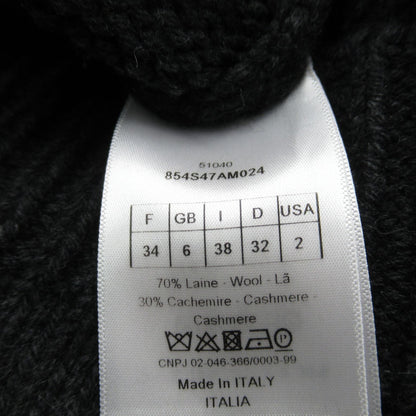 51040
854S47AM024
F GB I D USA
34 6 38 32 2
70% Laine - Wool - Lã
30% Cachemire - Cashmere -
Cashmere
P
CNPJ 02-046-366/0003-99
Made In ITALY
ITALIA